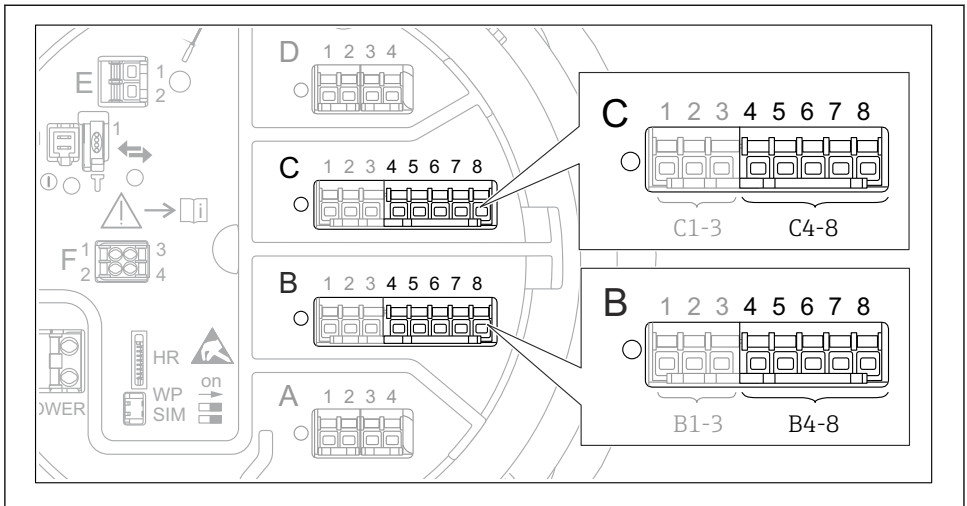 D 1 2 3 4
E 1
2
1
C 1 2 3 4 5 6 7 8
i
F 1 3
2 4
B 1 2 3 4 5 6 7 8
HR
WP on
SIM
OWER
A 1 2 3 4
C 1 2 3 4 5 6 7 8
C1-3 C4-8
B 1 2 3 4 5 6 7 8
B1-3 B4-8